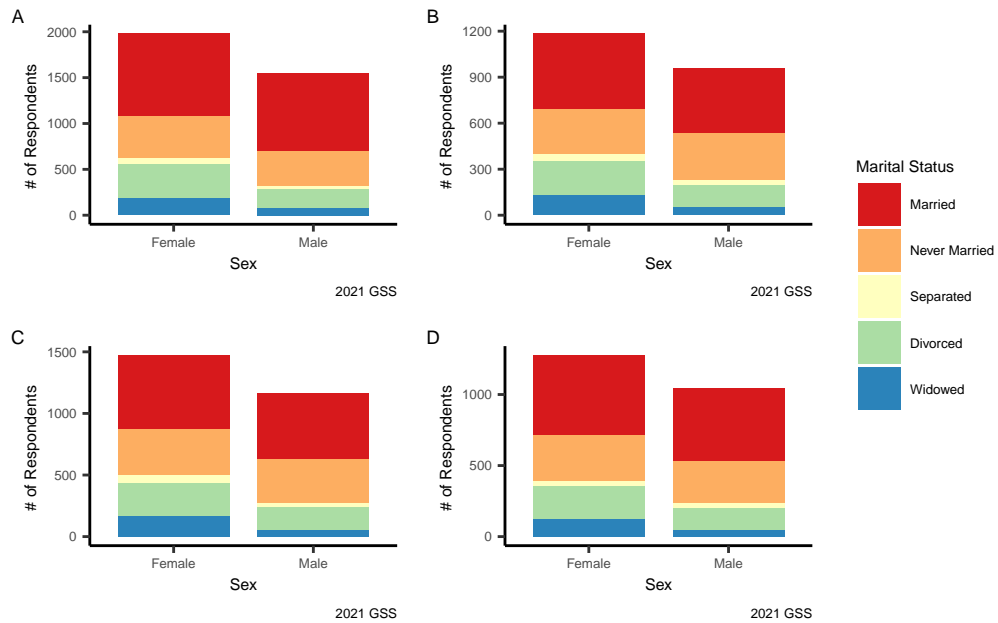 A
# of Respondents
2000
1500
1000
500
0
Female Male
Sex
2021 GSS
B
# of Respondents
1200
900
600
300
0
Female Male
Sex
2021 GSS
C
# of Respondents
1500
1000
500
0
Female Male
Sex
2021 GSS
D
# of Respondents
1000
500
0
Female Male
Sex
2021 GSS
Marital Status
Married
Never Married
Separated
Divorced
Widowed